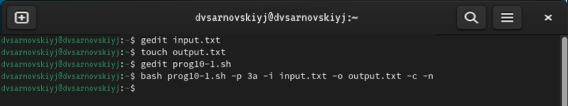 dvsarnovskiyj@dvsarnovskiyj:~
dvsarnovskiyj@dvsarnovskiyj:~$ gedit input.txt
dvsarnovskiyj@dvsarnovskiyj:~$ touch output.txt
dvsarnovskiyj@dvsarnovskiyj:~$ gedit prog10-1.sh
dvsarnovskiyj@dvsarnovskiyj:~$ bash prog10-1.sh -p 3a -i input.txt -o output.txt -c -n
dvsarnovskiyj@dvsarnovskiyj:~$